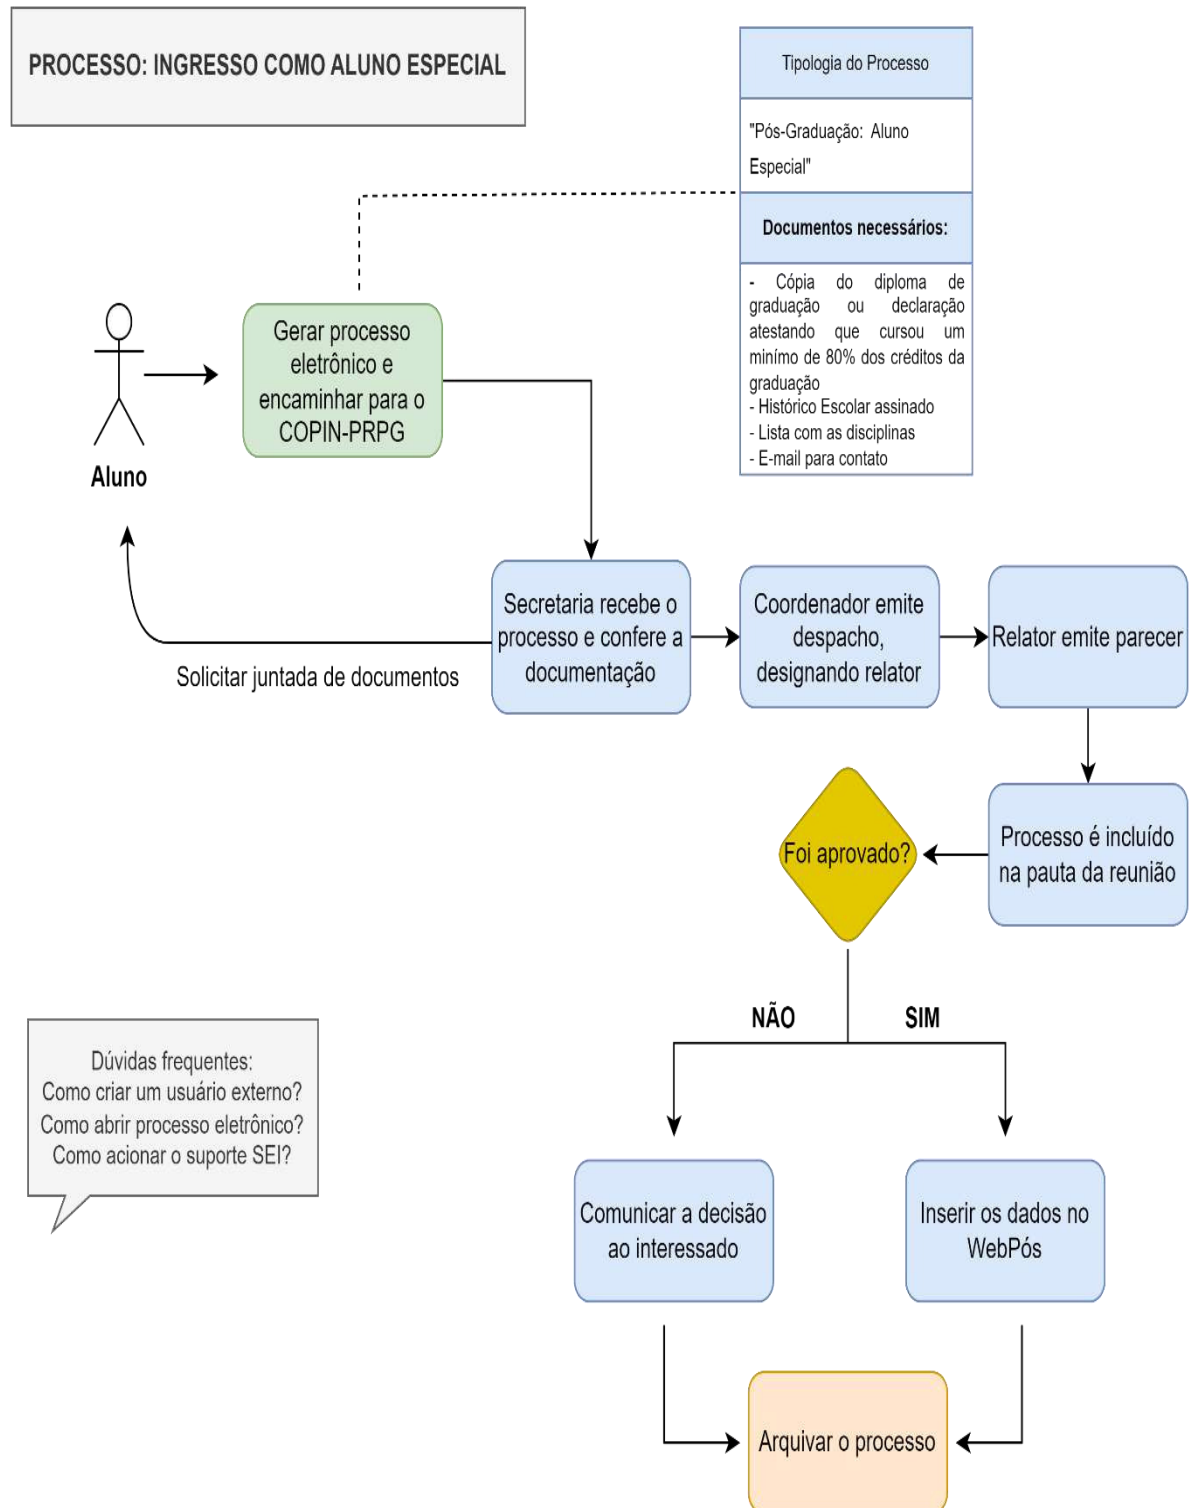 PROCESSO: INGRESSO COMO ALUNO ESPECIAL
Tipologia do Processo
"Pós-Graduação: Aluno
Especial"
Documentos necessários:
- Cópia do diploma de
graduação ou declaração
atestando que cursou um
minímo de 80% dos créditos da
graduação
- Histórico Escolar assinado
- Lista com as disciplinas
- E-mail para contato
Gerar processo
eletrônico e
encaminhar para o
COPIN-PRPG
Aluno
Secretaria recebe o
processo e confere a
documentação
Solicitar juntada de documentos
Coordenador emite
despacho,
designando relator
Relator emite parecer
Processo é incluído
na pauta da reunião
Foi aprovado?
NÃO
SIM
Dúvidas frequentes:
Como criar um usuário externo?
Como abrir processo eletrônico?
Como acionar o suporte SEI?
Comunicar a decisão
ao interessado
Inserir os dados no
WebPós
Arquivar o processo